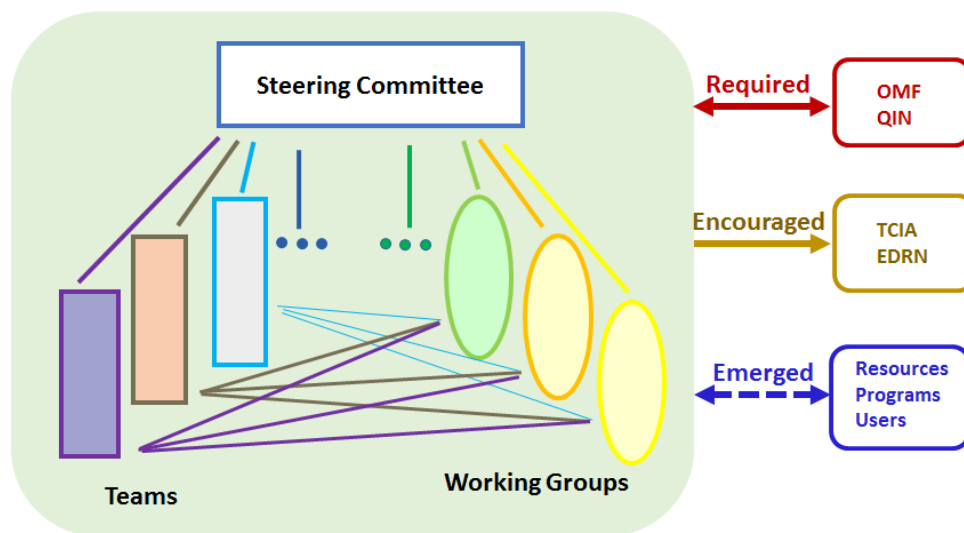 Steering Committee
Required
OMF
QIN
Encouraged
TCIA
EDRN
Emerged
Resources
Programs
Users
Teams
Working Groups